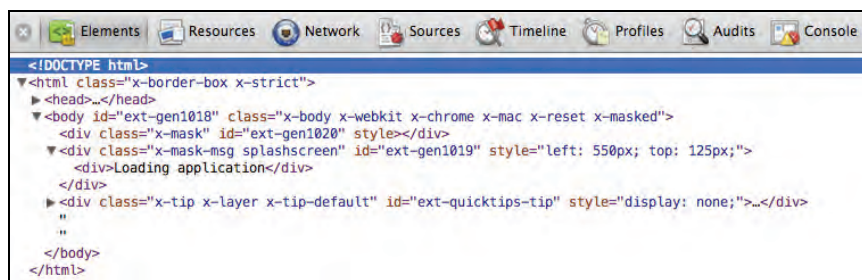 Elements Resources Network Sources Timeline Profiles Audits Console
<!DOCTYPE html>
▼<html class="x-border-box x-strict">
▶<head>…</head>
▼<body id="ext-gen1018" class="x-body x-webkit x-chrome x-mac x-reset x-masked">
<div class="x-mask" id="ext-gen1020" style></div>
▼<div class="x-mask-msg splashscreen" id="ext-gen1019" style="left: 550px; top: 125px;">
<div>Loading application</div>
</div>
▶<div class="x-tip x-layer x-tip-default" id="ext-quicktips-tip" style="display: none;">…</div>
"
"
</body>
</html>